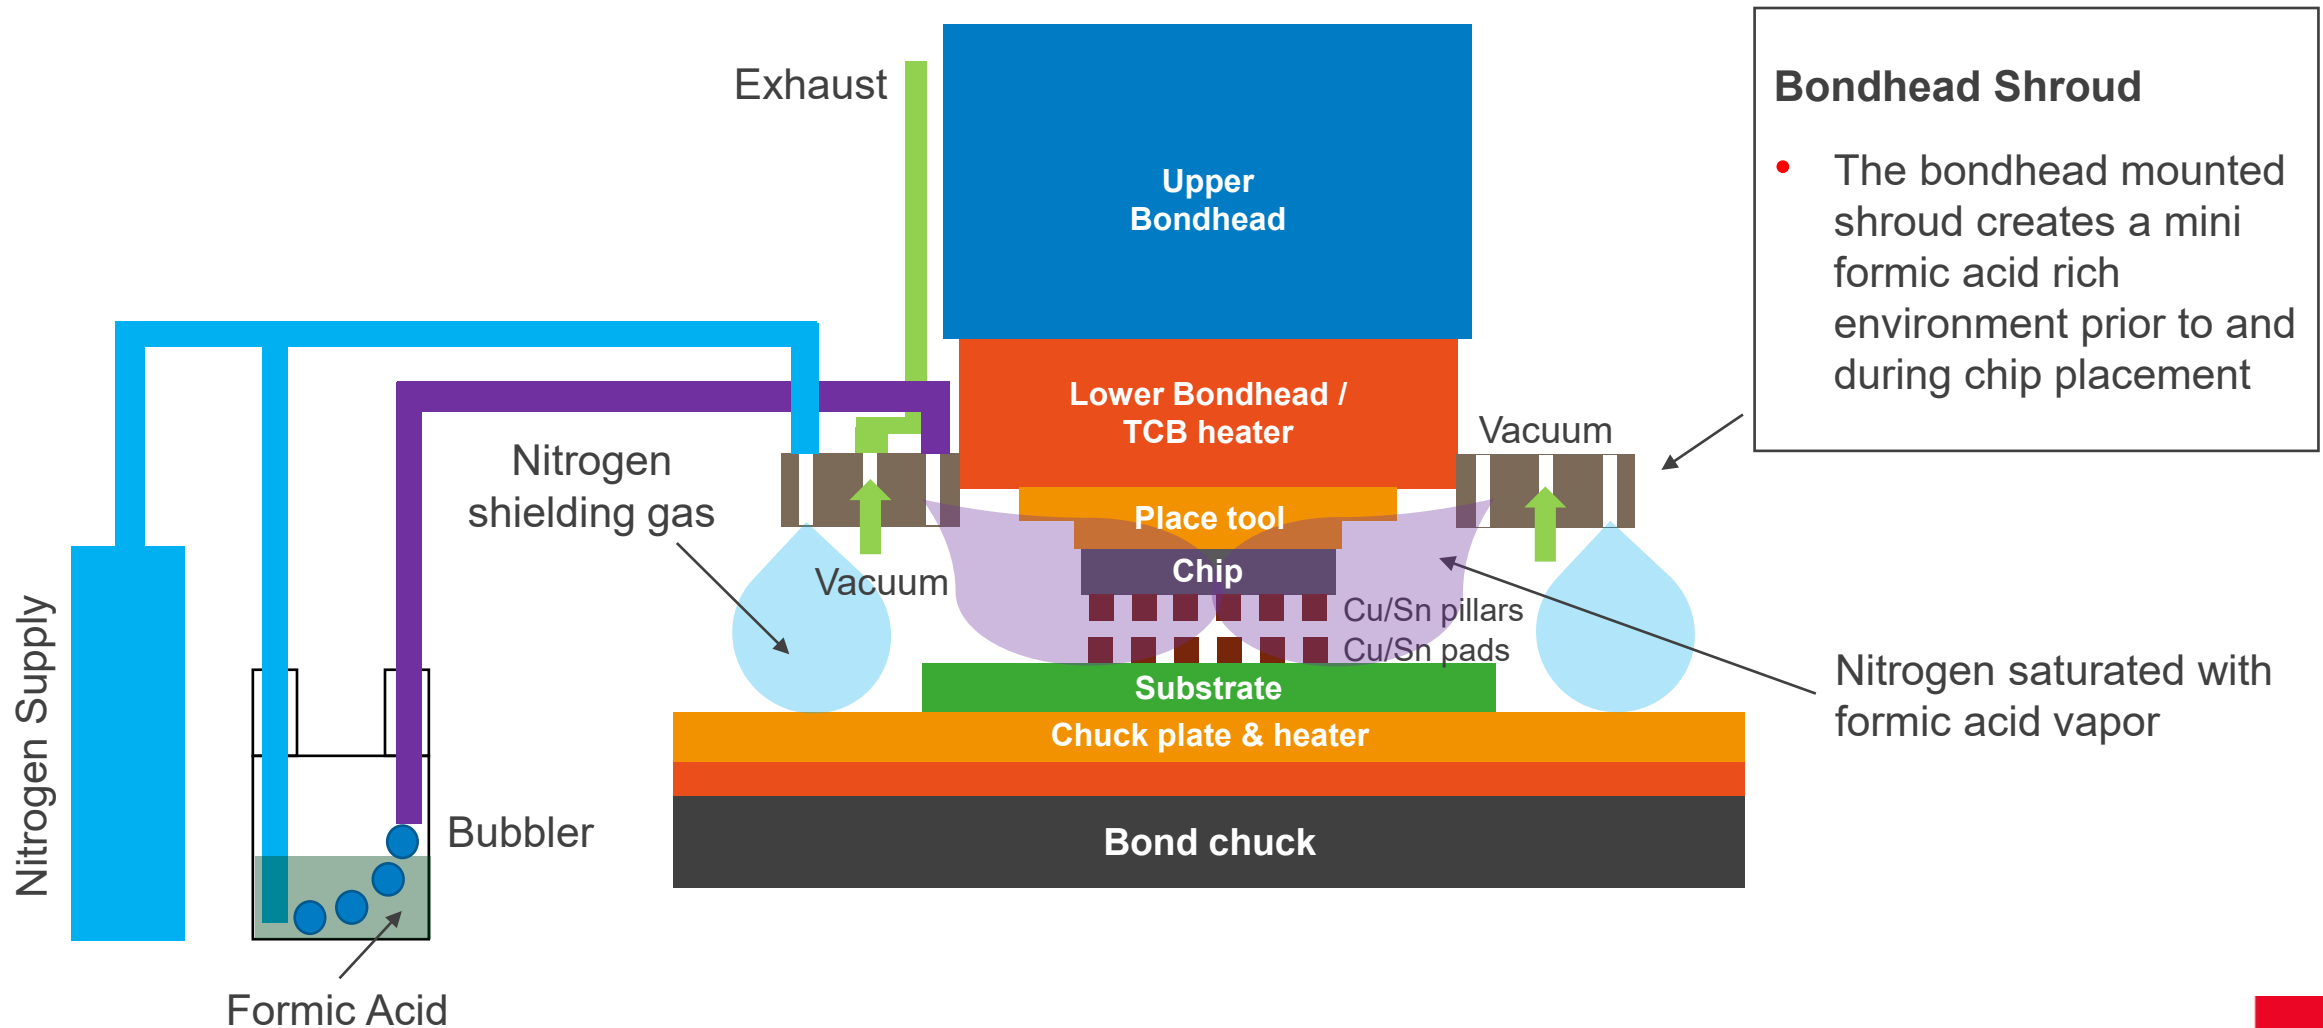 Exhaust
Upper
Bondhead
Bondhead Shroud
• The bondhead mounted
shroud creates a mini
formic acid rich
environment prior to and
during chip placement
Lower Bondhead /
TCB heater
Vacuum
Nitrogen
shielding gas
Place tool
Chip
Vacuum
Cu/Sn pillars
Cu/Sn pads
Substrate
Nitrogen saturated with
formic acid vapor
Chuck plate & heater
Bond chuck
Nitrogen Supply
Bubbler
Formic Acid